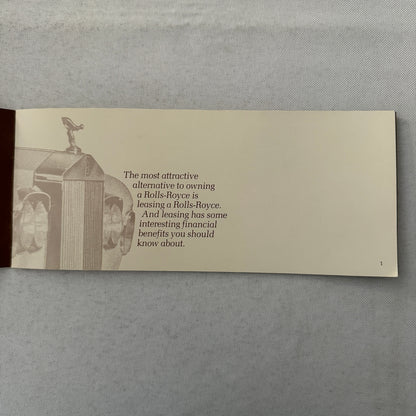 The most attractive
alternative to owning
a Rolls-Royce is
leasing a Rolls-Royce.
And leasing has some
interesting financial
benefits you should
know about.
1